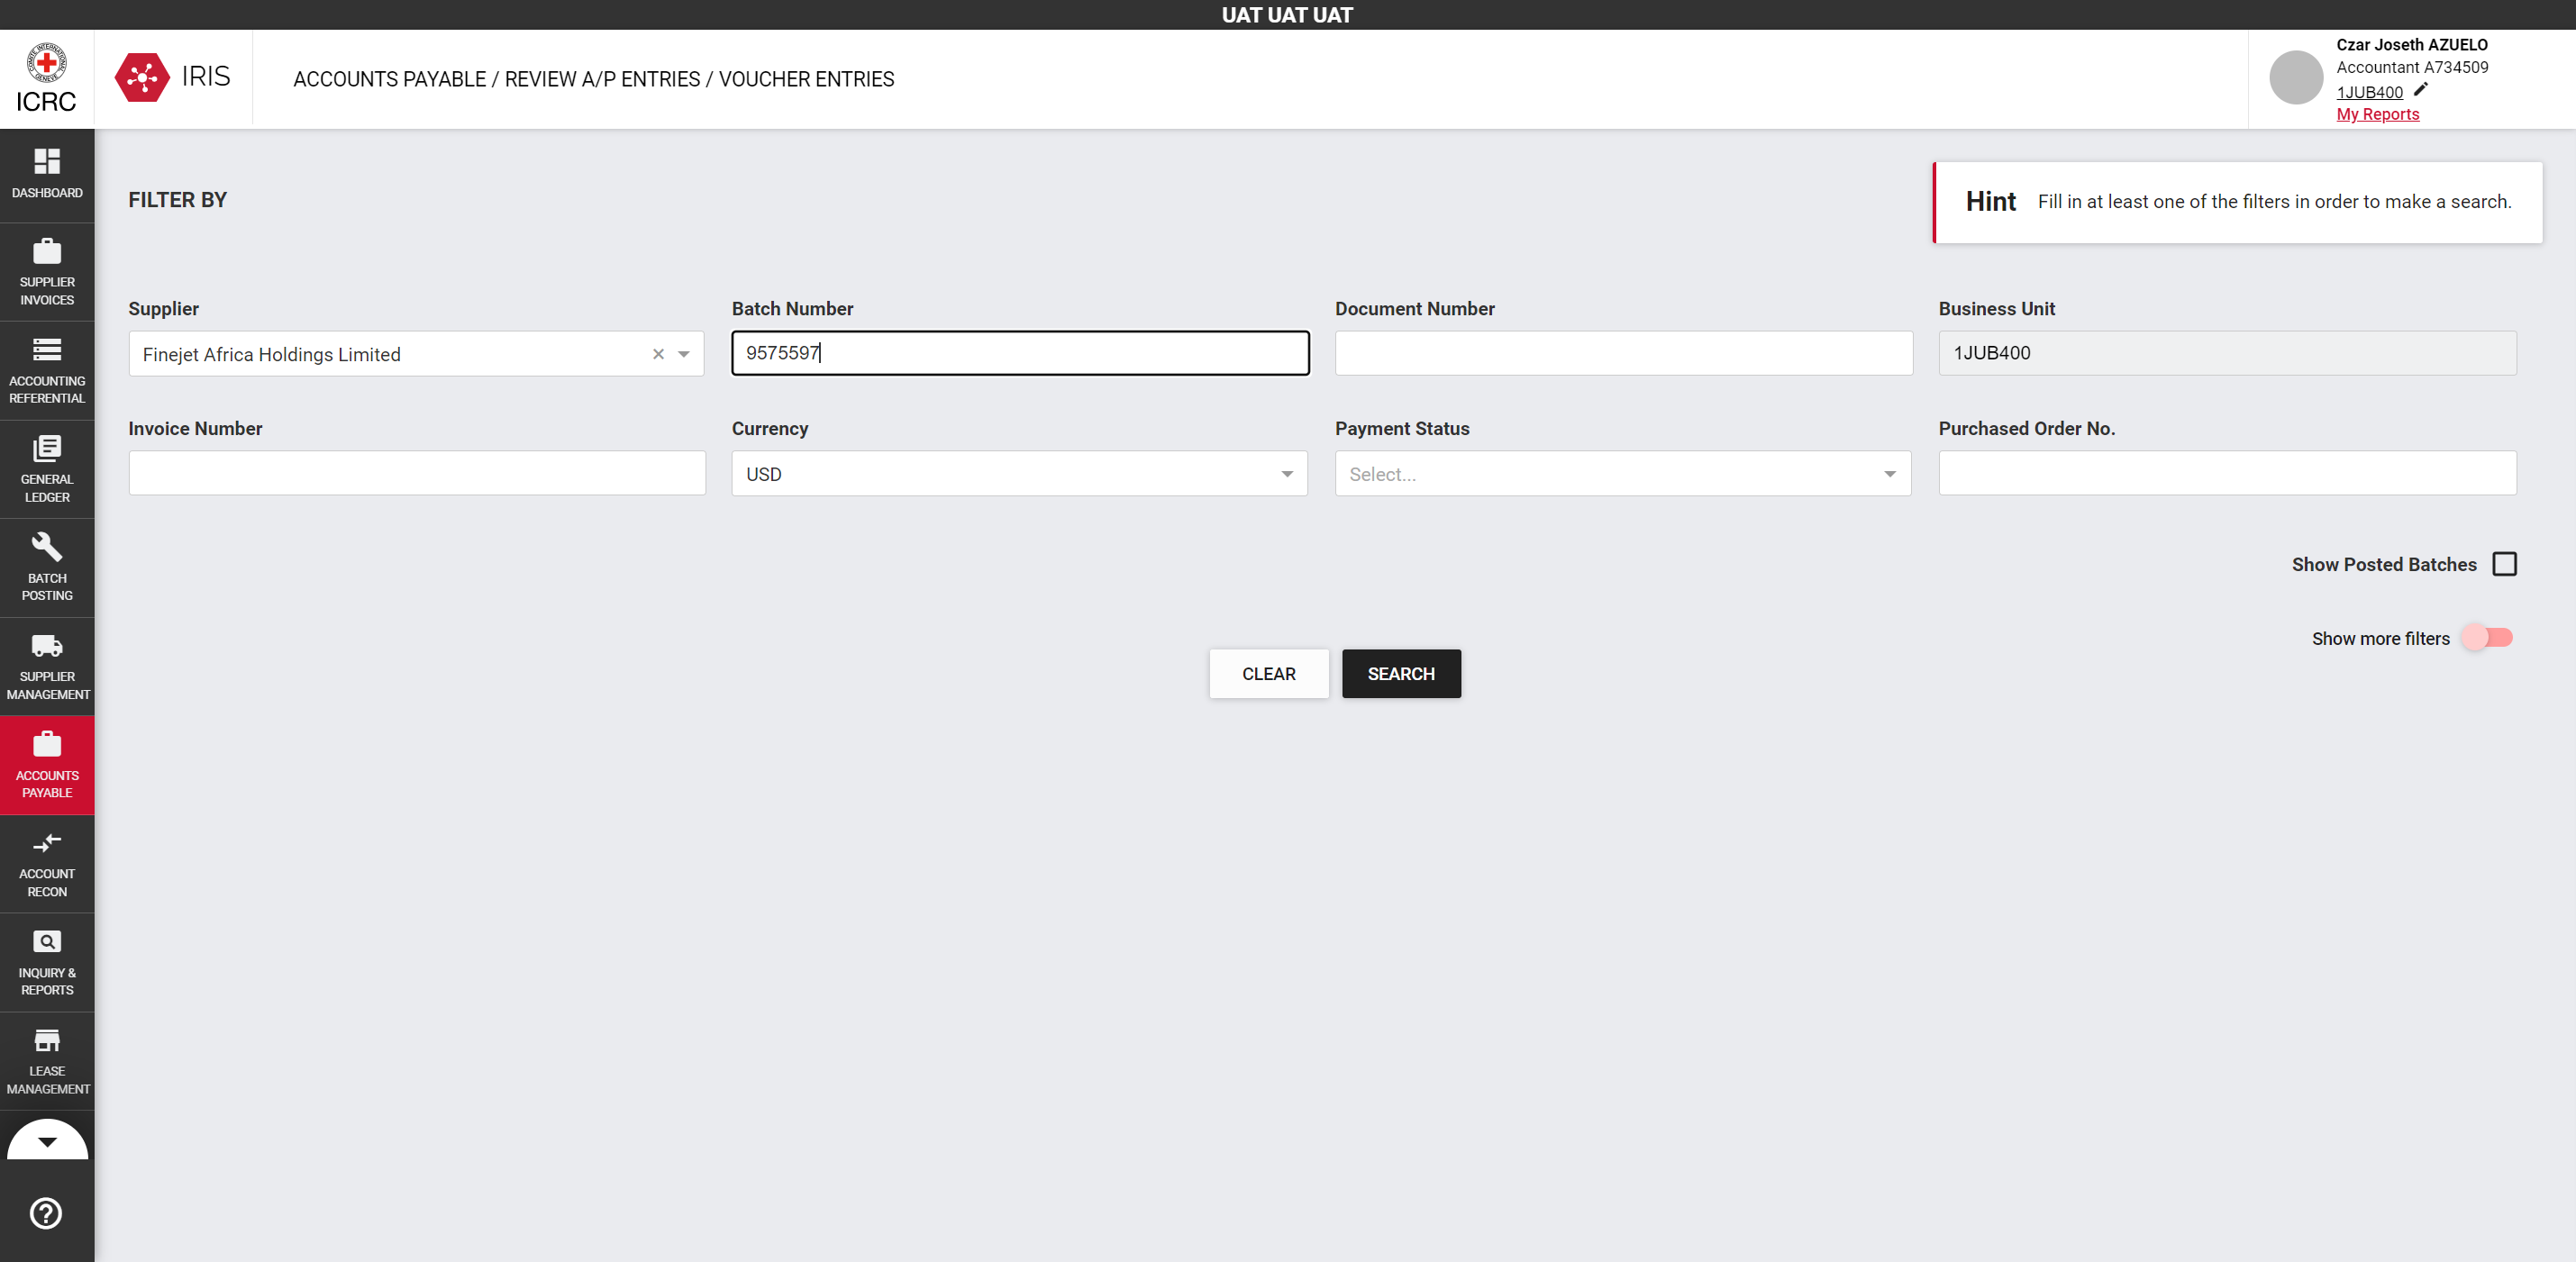 UAT UAT UAT
COMITE INTERNATIONAL GENEVE
ICRC
IRIS
ACCOUNTS PAYABLE / REVIEW A/P ENTRIES / VOUCHER ENTRIES
Czar Joseth AZUELO
Accountant A734509
1JUB400
My Reports
DASHBOARD
SUPPLIER
INVOICES
ACCOUNTING
REFERENTIAL
GENERAL
LEDGER
BATCH
POSTING
SUPPLIER
MANAGEMENT
ACCOUNTS
PAYABLE
ACCOUNT
RECON
INQUIRY &
REPORTS
LEASE
MANAGEMENT
FILTER BY
Hint Fill in at least one of the filters in order to make a search.
Supplier
Finejet Africa Holdings Limited
Batch Number
9575597
Document Number
Business Unit
1JUB400
Invoice Number
Currency
USD
Payment Status
Select...
Purchased Order No.
Show Posted Batches
Show more filters
CLEAR
SEARCH